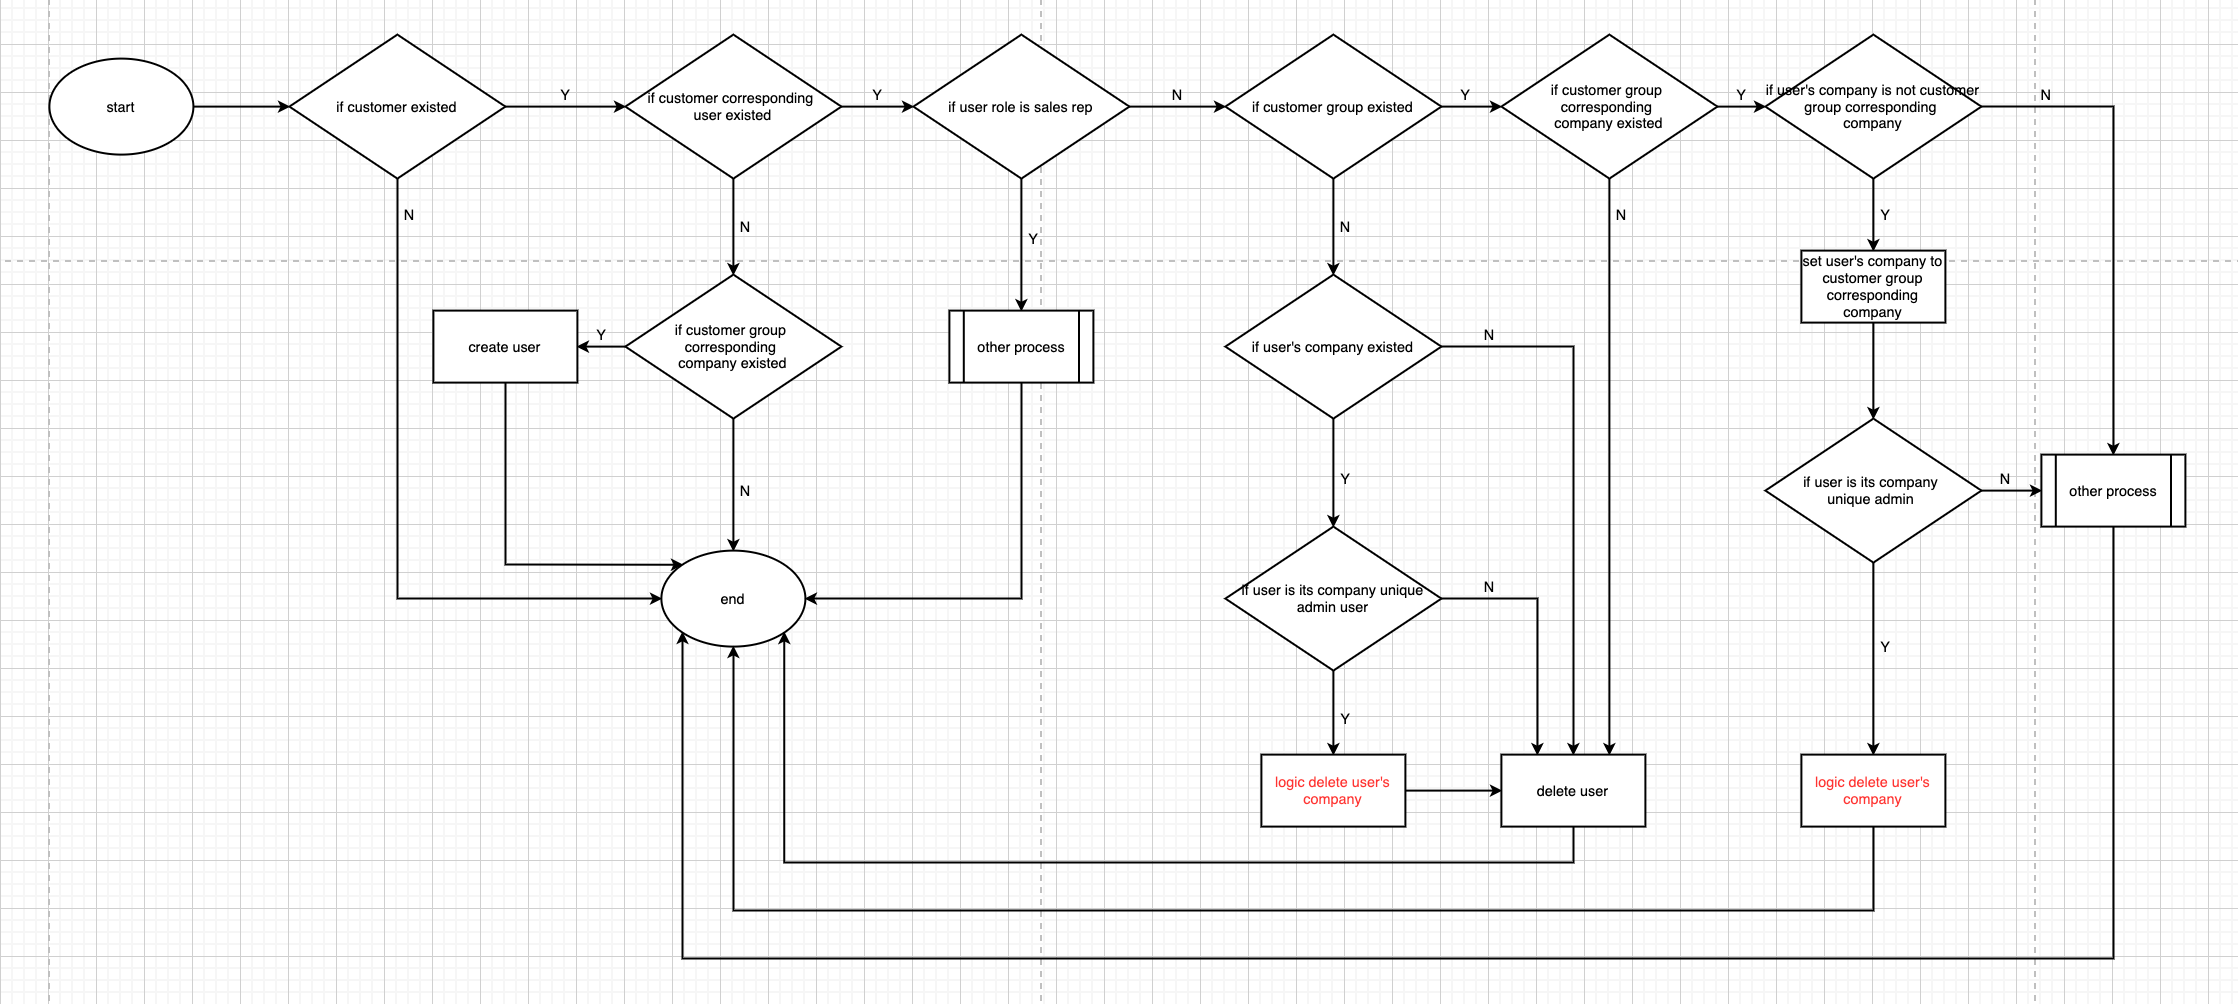 start
if customer existed
Y
if customer corresponding
user existed
Y
if user role is sales rep
N
if customer group existed
Y
if customer group
corresponding
company existed
Y
if user's company is not customer
group corresponding
company
N
N
N
Y
N
N
Y
set user's company to
customer group
corresponding
company
create user
Y
if customer group
corresponding
company existed
other process
if user's company existed
N
N
Y
if user is its company
unique admin
N
other process
end
if user is its company unique
admin user
N
Y
Y
logic delete user's
company
delete user
logic delete user's
company